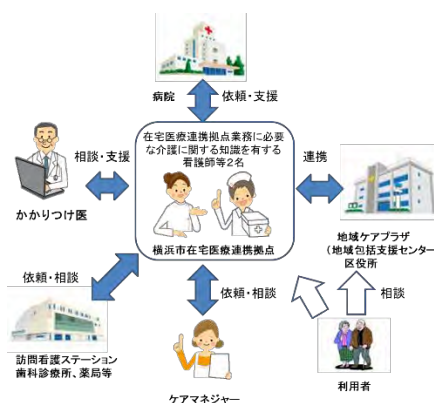 病院
依頼・支援
在宅医療連携拠点業務に必要
な介護に関する知識を有する
看護師等2名
横浜市在宅医療連携拠点
相談・支援
かかりつけ医
連携
地域ケアプラザ
(地域包括支援センター
区役所
依頼・相談
訪問看護ステーション
歯科診療所、薬局等
依頼・相談
ケアマネジャー
相談
利用者